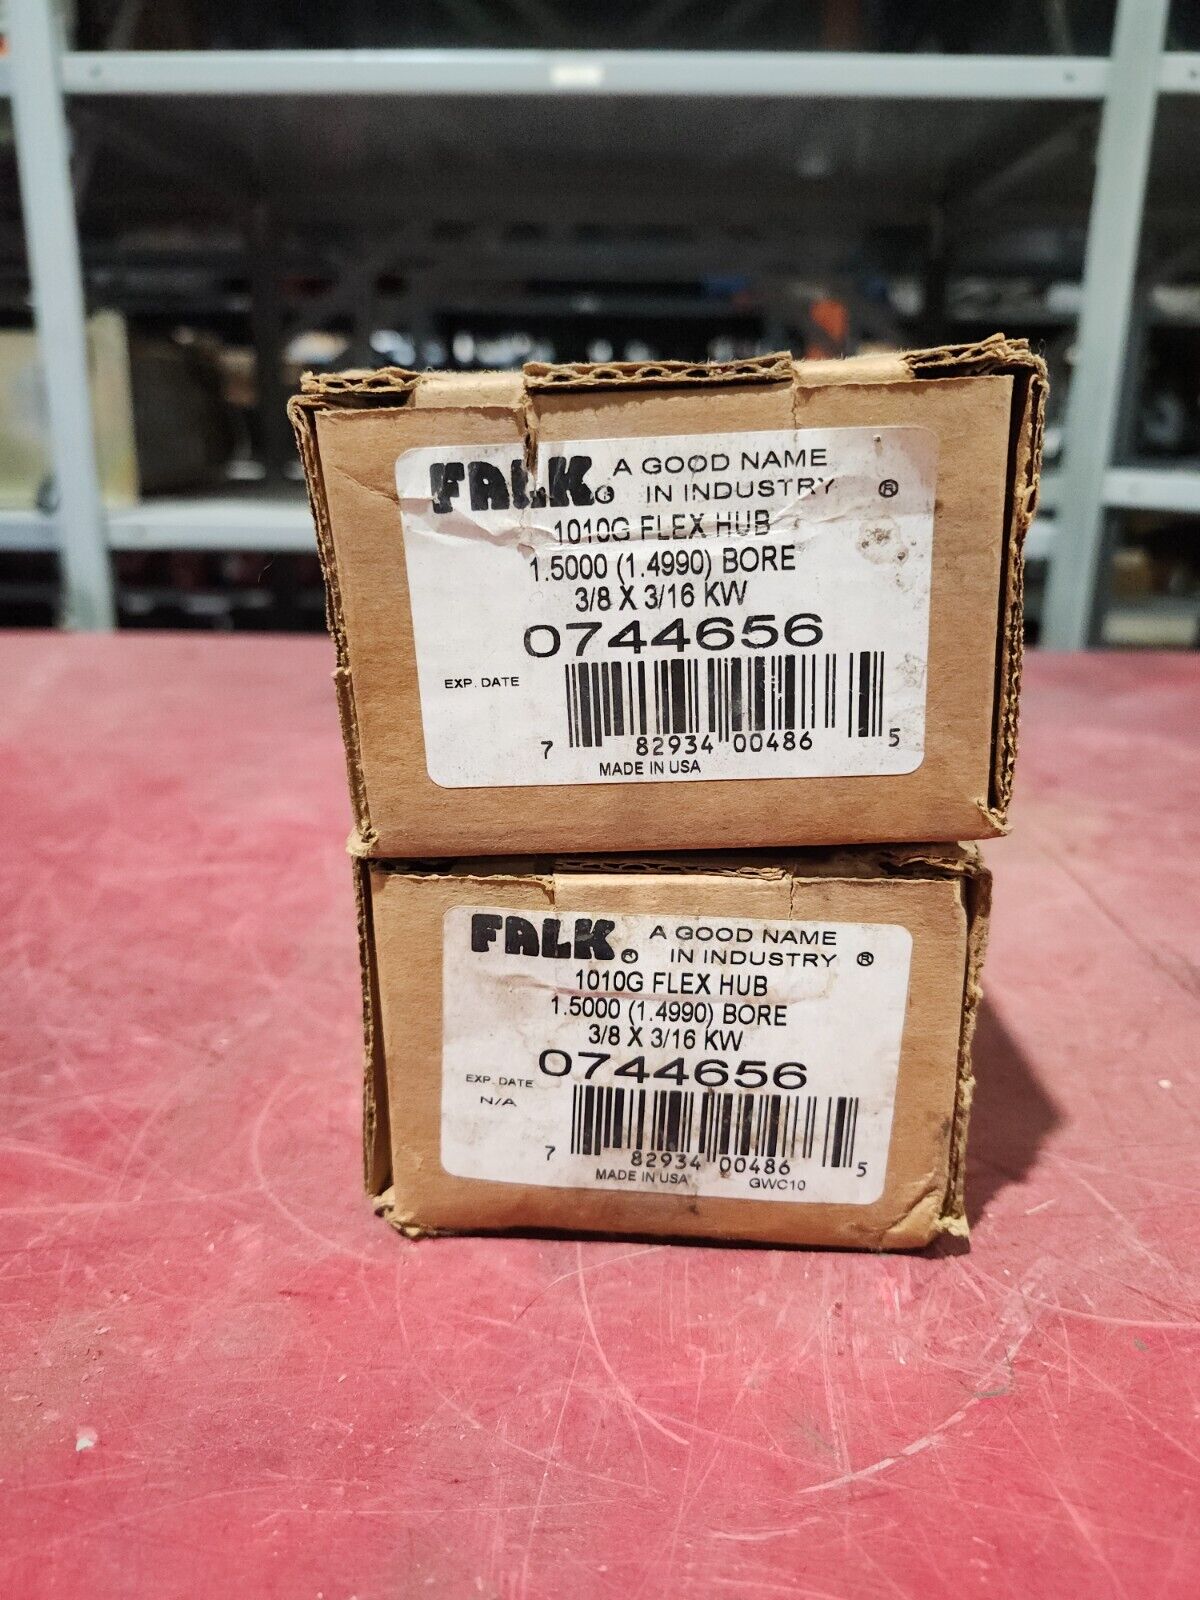 FALK® A GOOD NAME
IN INDUSTRY ®
1010G FLEX HUB
1.5000 (1.4990) BORE
3/8 X 3/16 KW
0744656
EXP. DATE
7 82934 00486 5
MADE IN USA
FALK® A GOOD NAME
IN INDUSTRY ®
1010G FLEX HUB
1.5000 (1.4990) BORE
3/8 X 3/16 KW
0744656
EXP. DATE
N/A
7 82934 00486 5
MADE IN USA GWC10